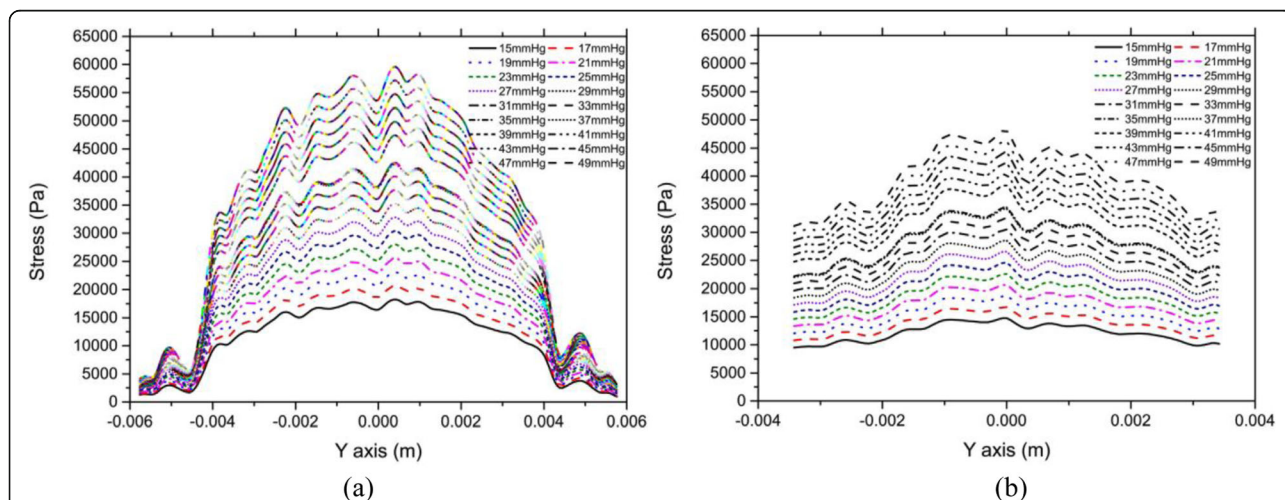 65000
60000
55000
50000
45000
40000
35000
30000
25000
20000
15000
10000
5000
0
Stress (Pa)
15mmHg 17mmHg
19mmHg 21mmHg
23mmHg 25mmHg
27mmHg 29mmHg
31mmHg 33mmHg
35mmHg 37mmHg
39mmHg 41mmHg
43mmHg 45mmHg
47mmHg 49mmHg
-0.006 -0.004 -0.002 0.000 0.002 0.004 0.006
Y axis (m)
(a)
65000
60000
55000
50000
45000
40000
35000
30000
25000
20000
15000
10000
5000
0
Stress (Pa)
15mmHg 17mmHg
19mmHg 21mmHg
23mmHg 25mmHg
27mmHg 29mmHg
31mmHg 33mmHg
35mmHg 37mmHg
39mmHg 41mmHg
43mmHg 45mmHg
47mmHg 49mmHg
-0.004 -0.002 0.000 0.002 0.004
Y axis (m)
(b)